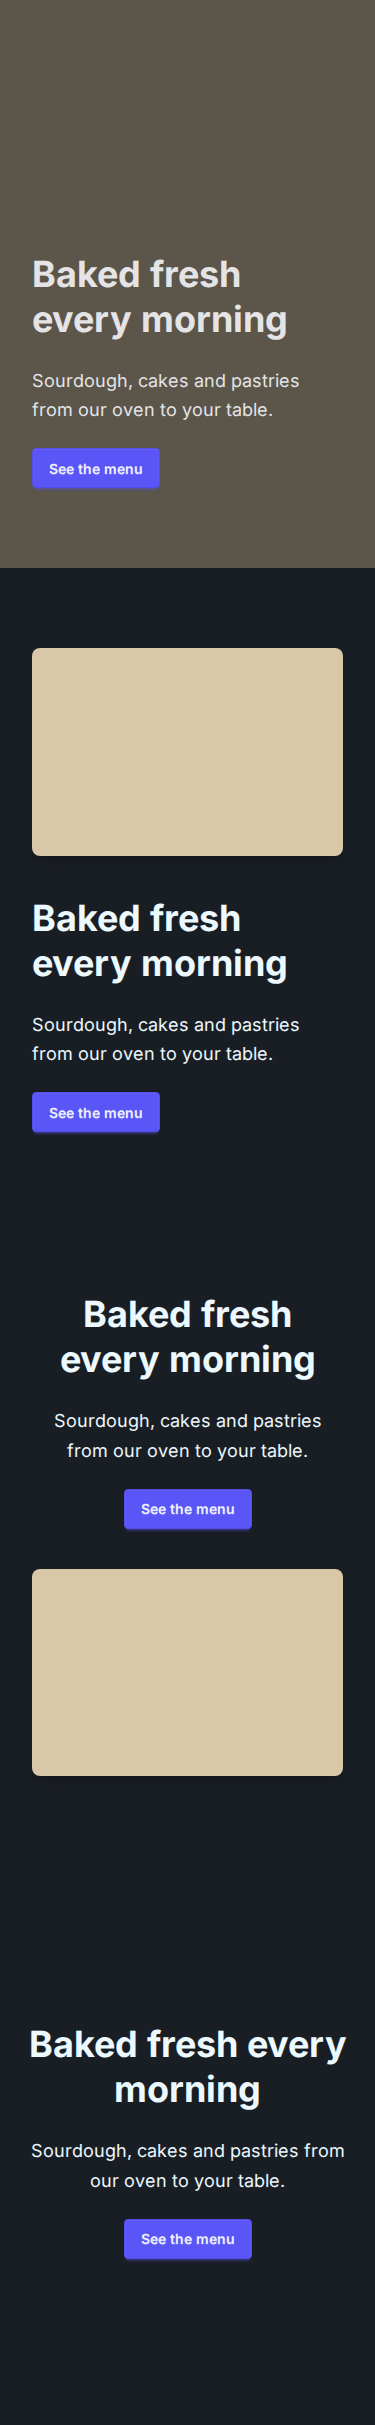 Baked fresh
every morning
Sourdough, cakes and pastries
from our oven to your table.
See the menu
Baked fresh
every morning
Sourdough, cakes and pastries
from our oven to your table.
See the menu
Baked fresh
every morning
Sourdough, cakes and pastries
from our oven to your table.
See the menu
Baked fresh every
morning
Sourdough, cakes and pastries from
our oven to your table.
See the menu